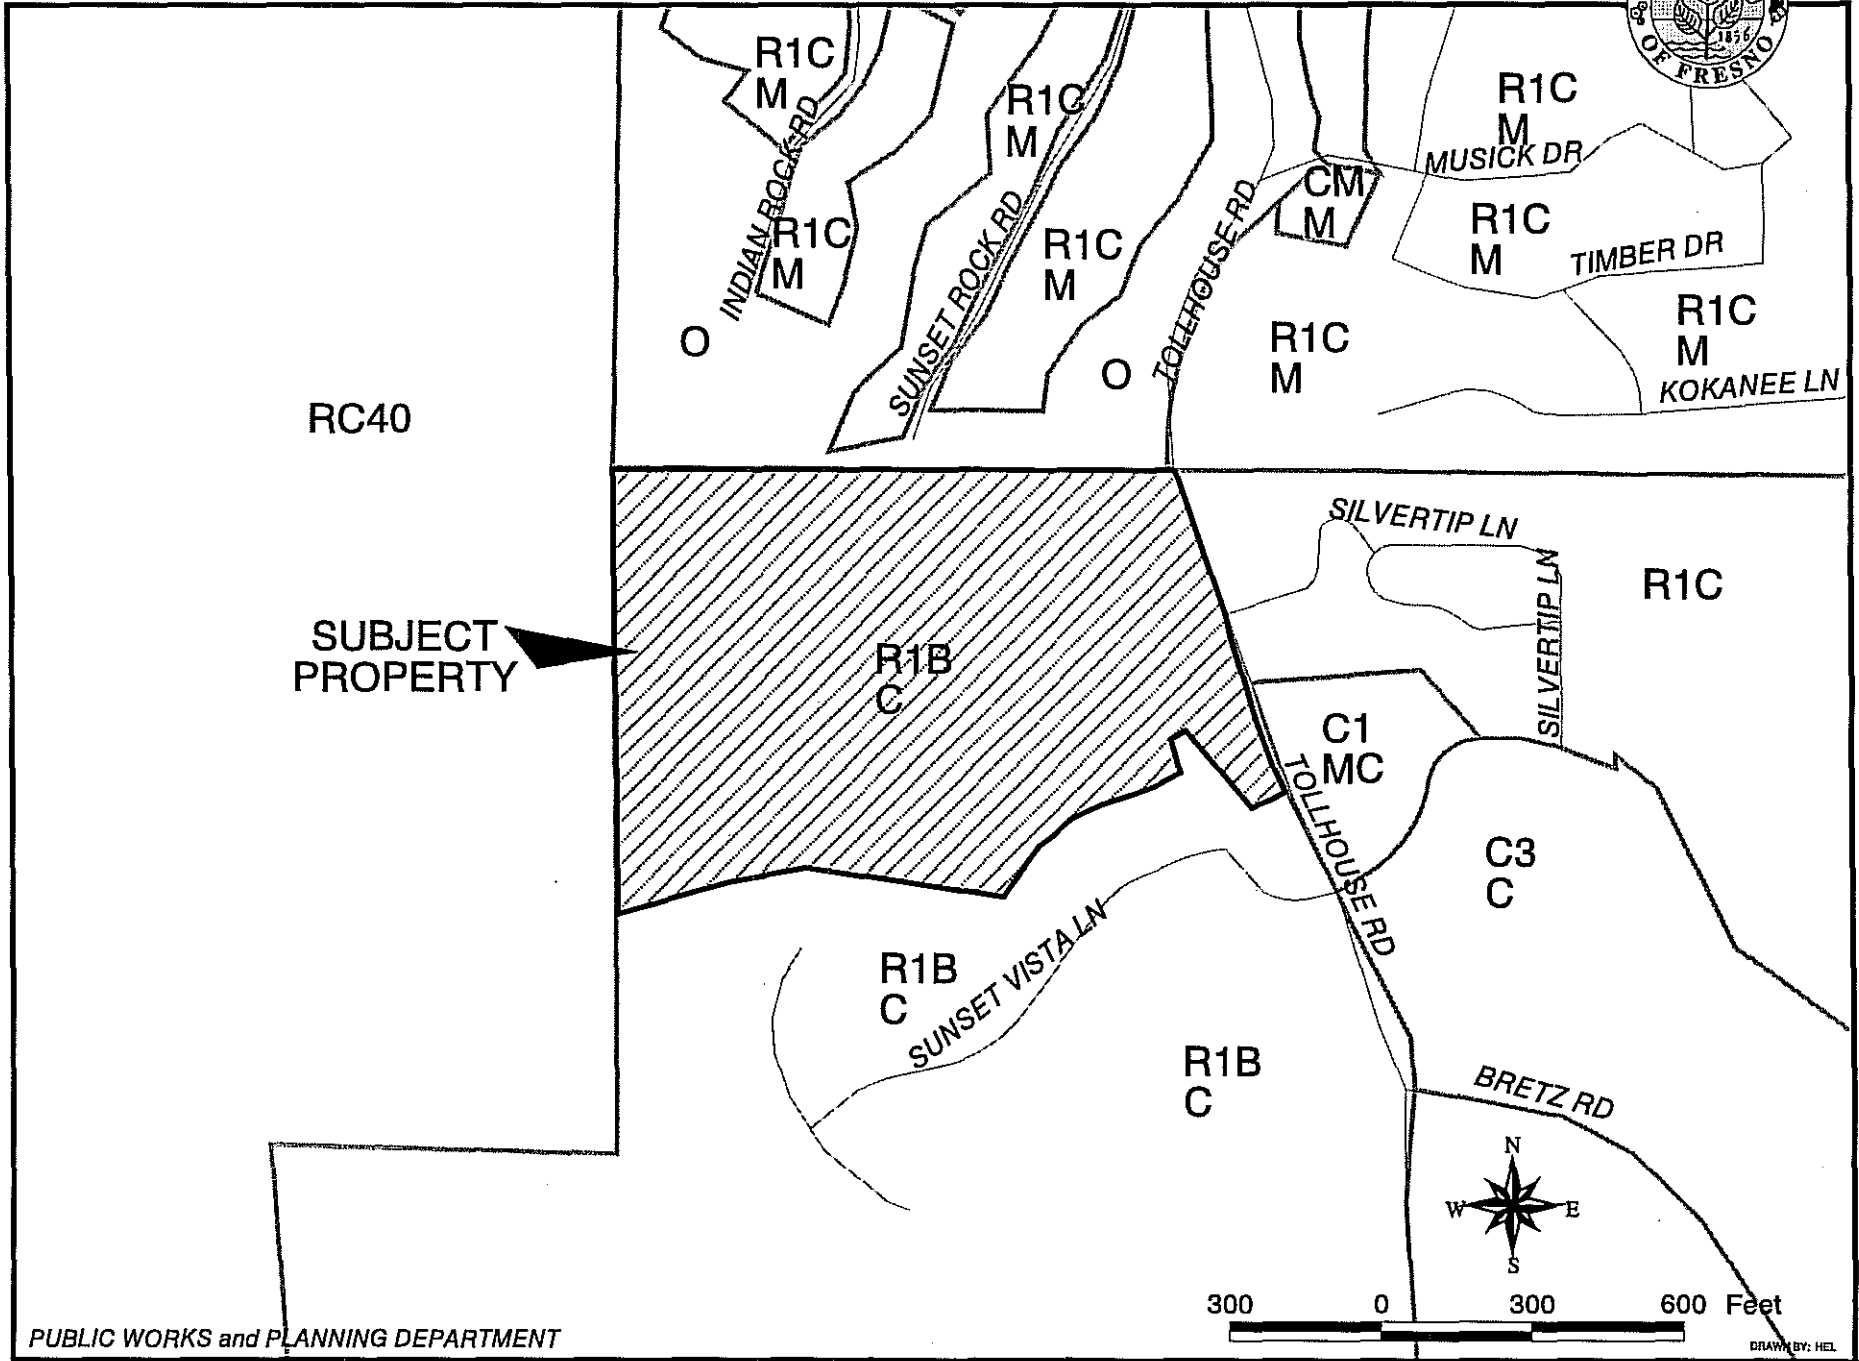 1856
OF FRESNO
R1C
M
R1C
M
R1C
M
MUSICK DR
INDIAN ROCK RD
R1C
M
SUNSET ROCK RD
R1C
M
TOLLHOUSE RD
CM
M
R1C
M
TIMBER DR
O
O
R1C
M
R1C
M
KOKANEE LN
RC40
SILVERTIP LN
SILVERTIP LN
R1C
SUBJECT
PROPERTY
R1B
C
C1
MC
TOLLHOUSE RD
C3
C
R1B
C
SUNSET VISTA LN
R1B
C
BRETZ RD
N
W
E
S
300 0 300 600 Feet
PUBLIC WORKS and PLANNING DEPARTMENT
DRAWN BY: HEL